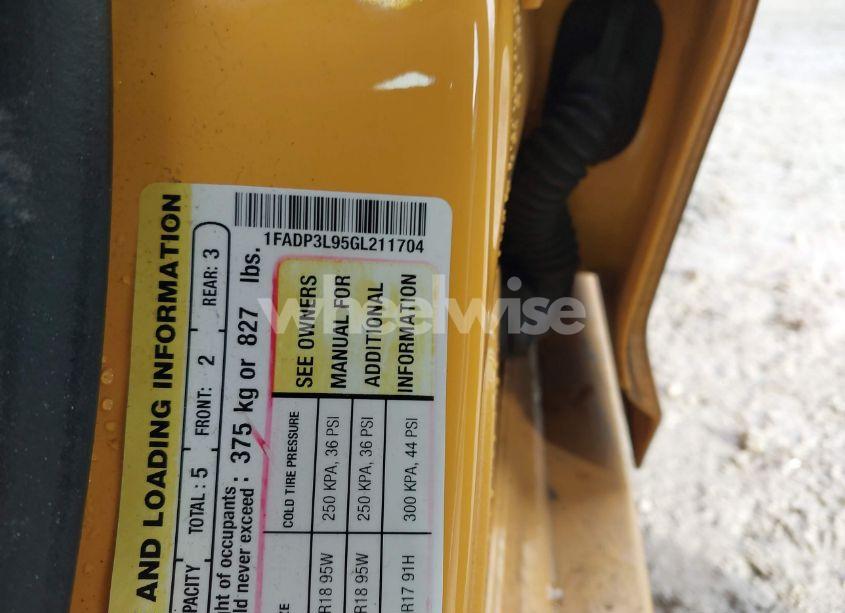 1FADP3L95GL211704
AND LOADING INFORMATION
PACITY TOTAL : 5 FRONT: 2 REAR: 3
ght of occupants
ld never exceed : 375 kg or 827 lbs.
ZE COLD TIRE PRESSURE SEE OWNERS
R18 95W 250 KPA, 36 PSI MANUAL FOR
R18 95W 250 KPA, 36 PSI ADDITIONAL
R17 91H 300 KPA, 44 PSI INFORMATION
wheelwise